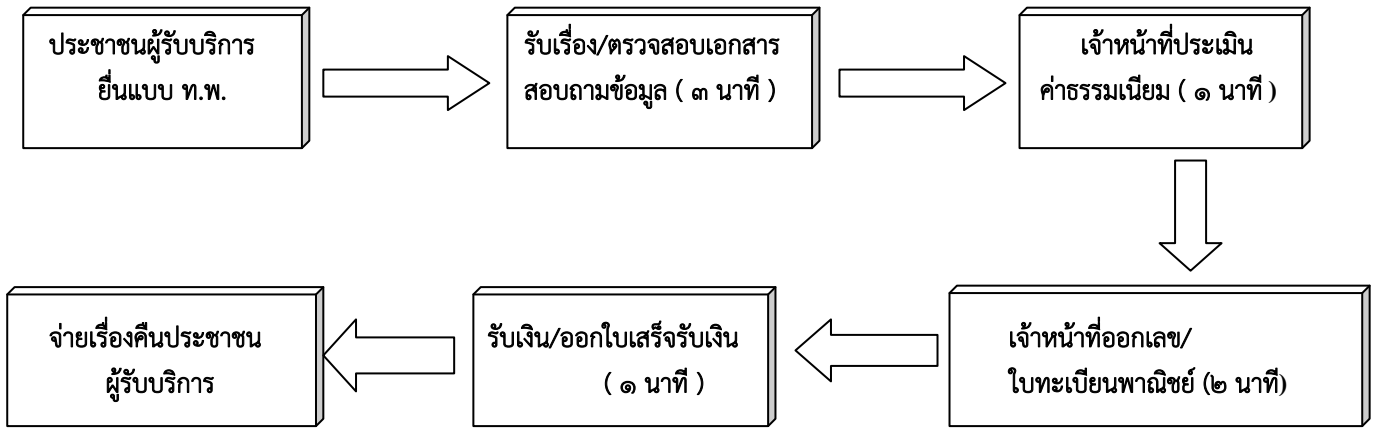 ประชาชนผู้รับบริการ
ยื่นแบบ ท.พ.
รับเรื่อง/ตรวจสอบเอกสาร
สอบถามข้อมูล ( ๓ นาที )
เจ้าหน้าที่ประเมิน
ค่าธรรมเนียม ( ๑ นาที )
เจ้าหน้าที่ออกเลข/
ใบทะเบียนพาณิชย์ (๒ นาที)
รับเงิน/ออกใบเสร็จรับเงิน
( ๑ นาที )
จ่ายเรื่องคืนประชาชน
ผู้รับบริการ